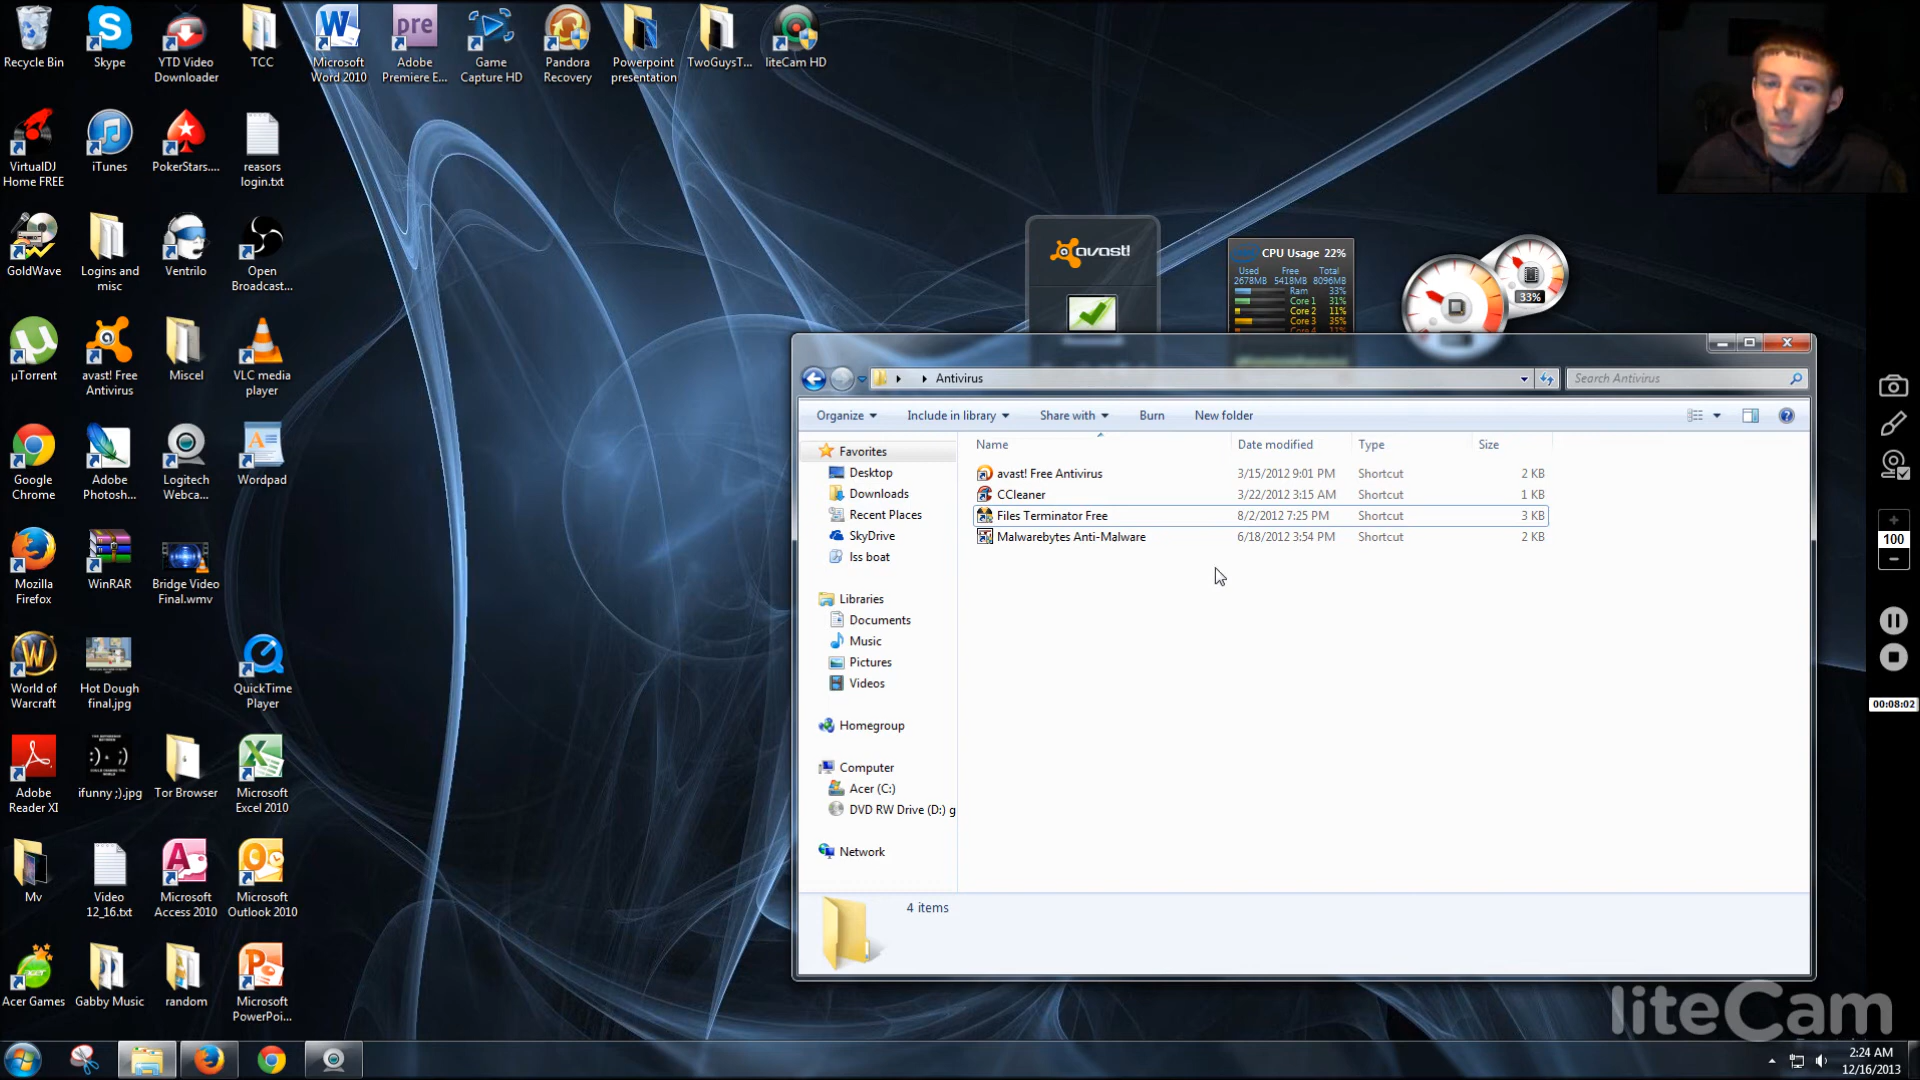 Recycle Bin
Skype
YTD Video
Downloader
TCC
Microsoft
Word 2010
pre
Adobe
Premiere E...
Game
Capture HD
Pandora
Recovery
Powerpoint
presentation
TwoGuysT...
liteCam HD
VirtualDJ
Home FREE
iTunes
PokerStars....
reasors
login.txt
GoldWave
Logins and
misc
Ventrilo
Open
Broadcast...
µTorrent
avast! Free
Antivirus
Miscel
VLC media
player
Google
Chrome
Adobe
Photosh...
Logitech
Webca...
Wordpad
Mozilla
Firefox
WinRAR
Bridge Video
Final.wmv
World of
Warcraft
Hot Dough
final.jpg
QuickTime
Player
Adobe
Reader XI
ifunny ;).jpg
Tor Browser
Microsoft
Excel 2010
Mv
Video
12_16.txt
Microsoft
Access 2010
Microsoft
Outlook 2010
Acer Games
Gabby Music
random
Microsoft
PowerPoi...
avast!
CPU Usage 22%
Used Free Total
2678MB 5418MB 8096MB
Ram 33%
Core 1 31%
Core 2 11%
Core 3 35%
33%
Antivirus
Search Antivirus
Organize
Include in library
Share with
Burn
New folder
Name Date modified Type Size
avast! Free Antivirus 3/15/2012 9:01 PM Shortcut 2 KB
CCleaner 3/22/2012 3:15 AM Shortcut 1 KB
Files Terminator Free 8/2/2012 7:25 PM Shortcut 3 KB
Malwarebytes Anti-Malware 6/18/2012 3:54 PM Shortcut 2 KB
Favorites
Desktop
Downloads
Recent Places
SkyDrive
lss boat
Libraries
Documents
Music
Pictures
Videos
Homegroup
Computer
Acer (C:)
DVD RW Drive (D:) g
Network
4 items
100
00:08:02
liteCam
2:24 AM
12/16/2013